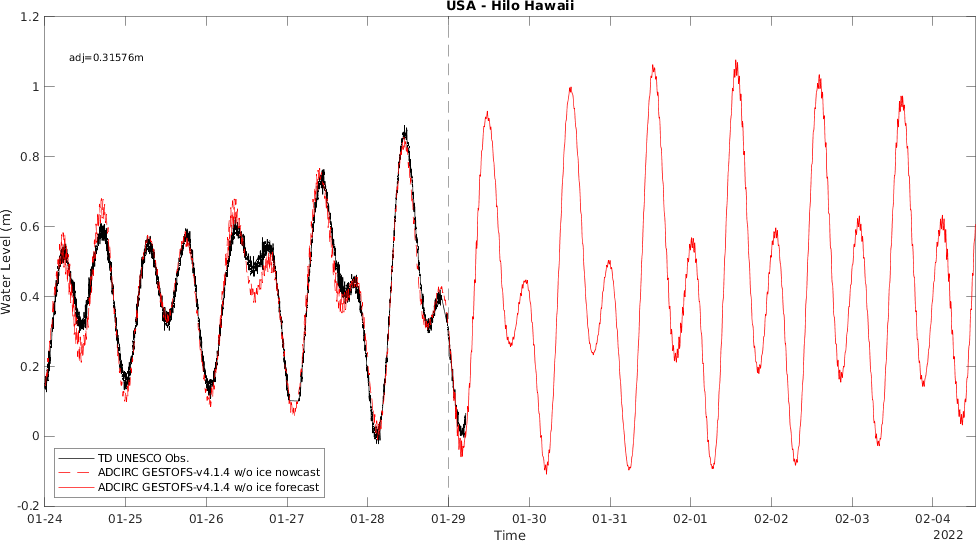 USA - Hilo Hawaii
adj=0.31576m
1.2
1
0.8
0.6
0.4
0.2
0
-0.2
Water Level (m)
TD UNESCO Obs.
ADCIRC GESTOFS-v4.1.4 w/o ice nowcast
ADCIRC GESTOFS-v4.1.4 w/o ice forecast
01-24 01-25 01-26 01-27 01-28 01-29 01-30 01-31 02-01 02-02 02-03 02-04
Time
2022